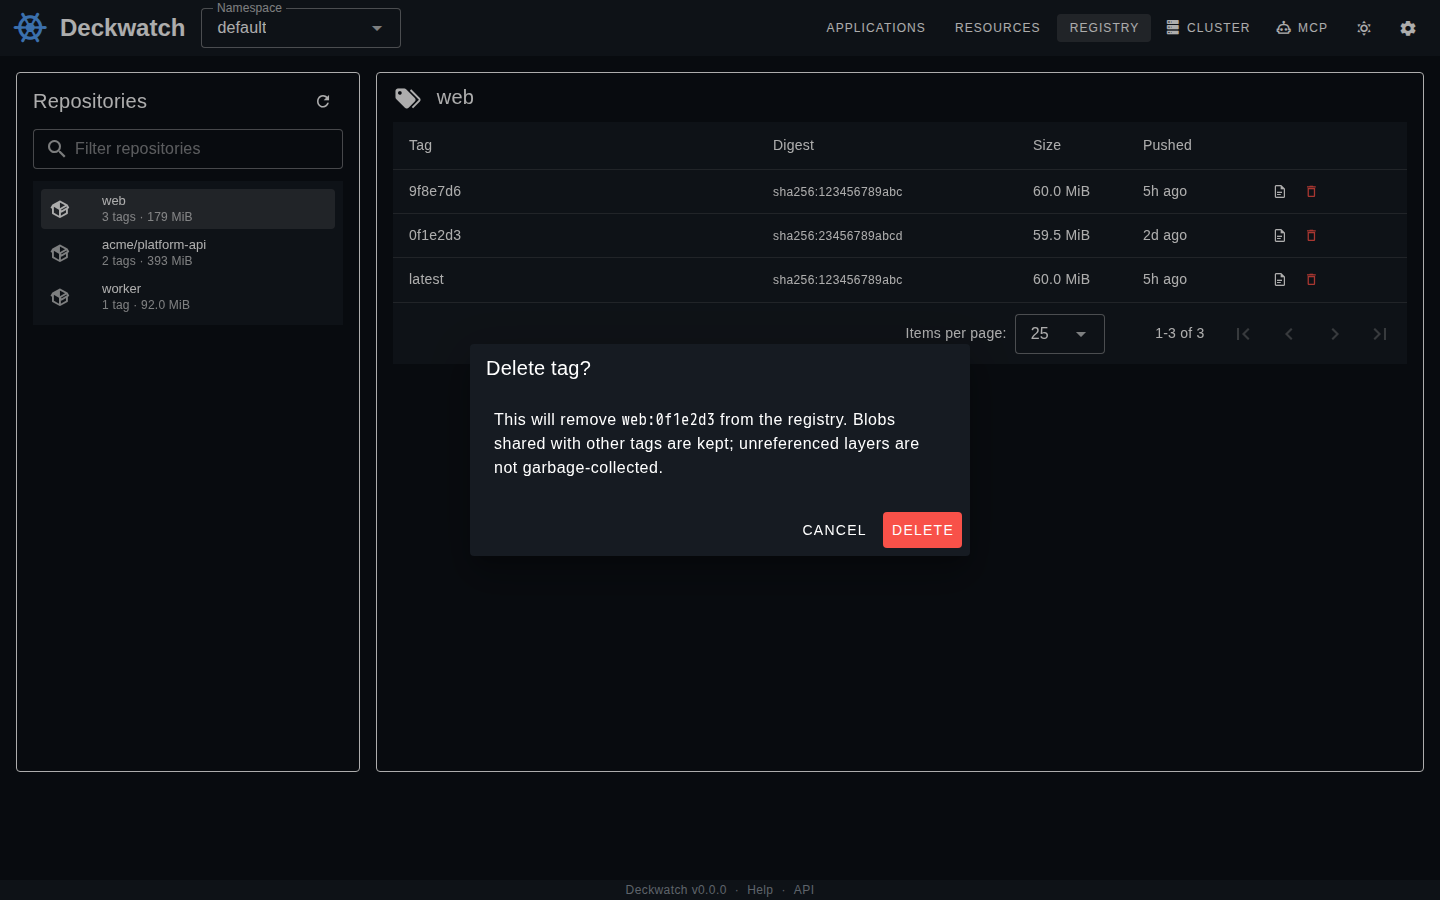 Deckwatch
Namespace
default
APPLICATIONS
RESOURCES
REGISTRY
CLUSTER
MCP
Repositories
Filter repositories
web
3 tags · 179 MiB
acme/platform-api
2 tags · 393 MiB
worker
1 tag · 92.0 MiB
web
Tag Digest Size Pushed
9f8e7d6 sha256:123456789abc 60.0 MiB 5h ago
0f1e2d3 sha256:23456789abcd 59.5 MiB 2d ago
latest sha256:123456789abc 60.0 MiB 5h ago
Items per page: 25 1-3 of 3
Delete tag?
This will remove web:0f1e2d3 from the registry. Blobs
shared with other tags are kept; unreferenced layers are
not garbage-collected.
CANCEL DELETE
Deckwatch v0.0.0 · Help · API